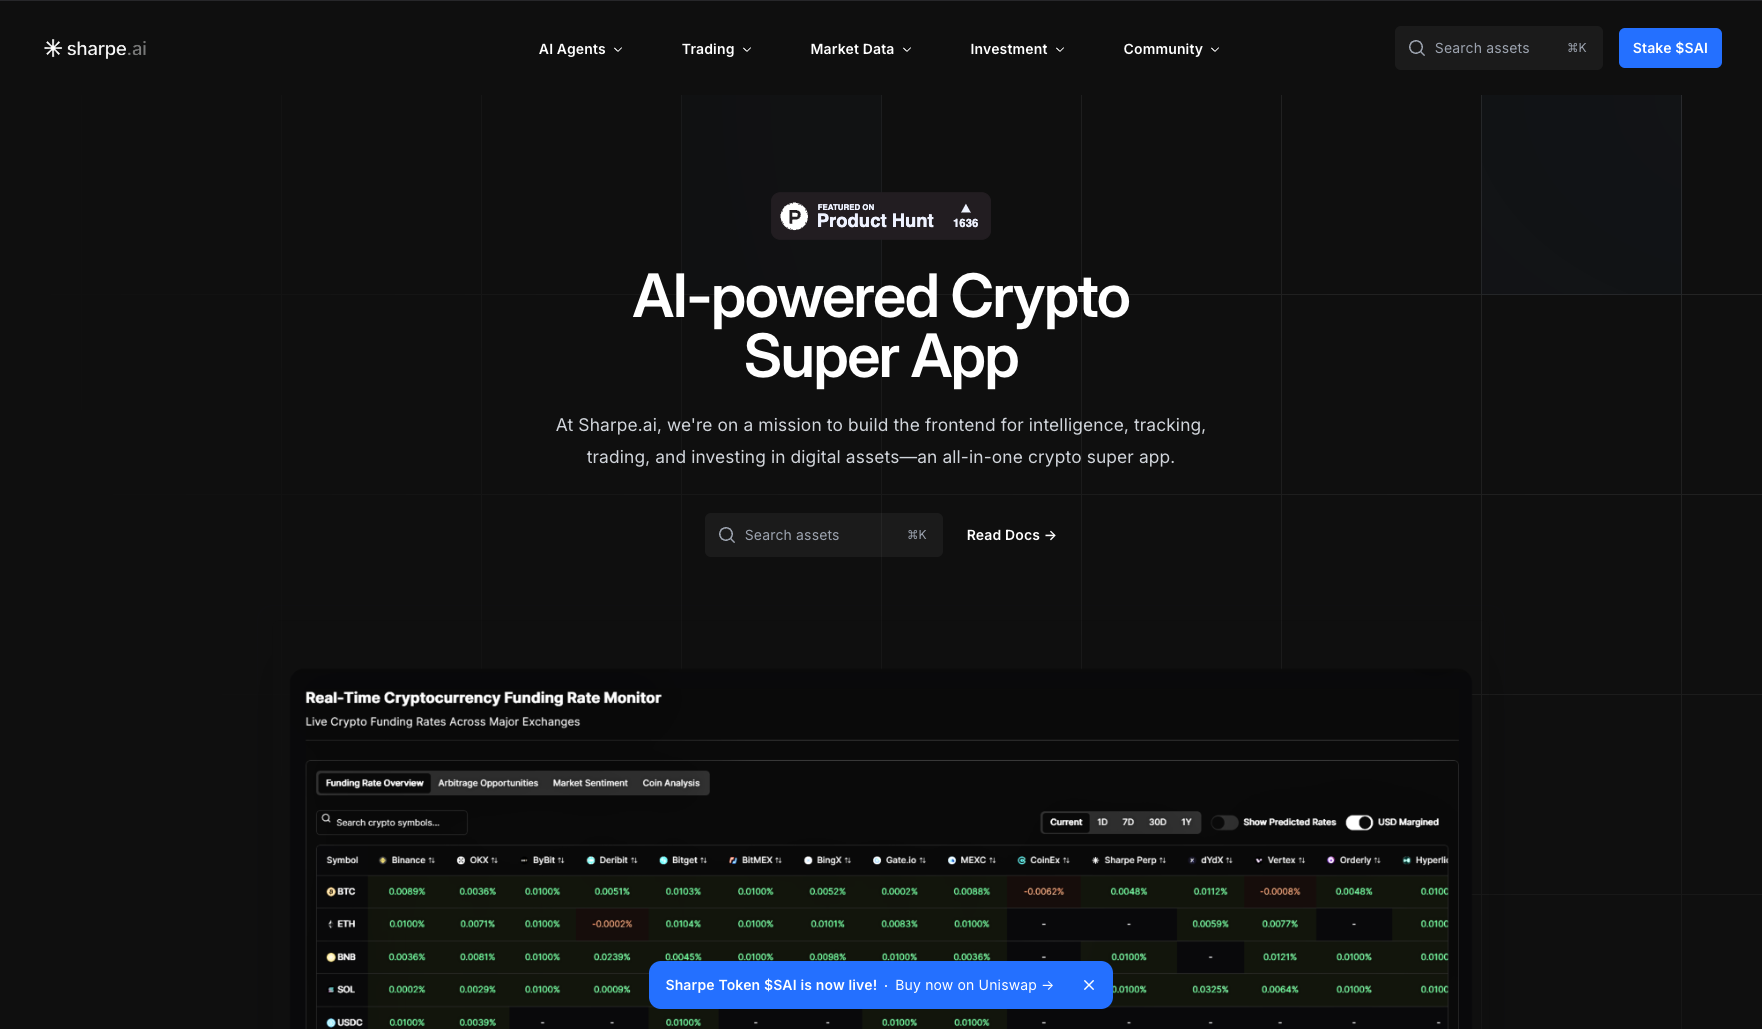 sharpe.ai
AI Agents Trading Market Data Investment Community
Search assets ⌘K
Stake $SAI
FEATURED ON
Product Hunt
▲
1636
AI-powered Crypto
Super App
At Sharpe.ai, we're on a mission to build the frontend for intelligence, tracking,
trading, and investing in digital assets—an all-in-one crypto super app.
Search assets ⌘K
Read Docs →
Real-Time Cryptocurrency Funding Rate Monitor
Live Crypto Funding Rates Across Major Exchanges
Funding Rate Overview Arbitrage Opportunities Market Sentiment Coin Analysis
Search crypto symbols...
Current 1D 7D 30D 1Y Show Predicted Rates USD Margined
Symbol Binance ↑↓ OKX ↑↓ ByBit ↑↓ Deribit ↑↓ Bitget ↑↓ BitMEX ↑↓ BingX ↑↓ Gate.io ↑↓ MEXC ↑↓ CoinEx ↑↓ Sharpe Perp ↑↓ dYdX ↑↓ Vertex ↑↓ Orderly ↑↓ Hyperli
BTC 0.0089% 0.0036% 0.0100% 0.0051% 0.0103% 0.0100% 0.0052% 0.0002% 0.0088% -0.0062% 0.0048% 0.0112% -0.0008% 0.0048% 0.010
ETH 0.0100% 0.0071% 0.0100% -0.0002% 0.0104% 0.0100% 0.0101% 0.0083% 0.0100% - - 0.0059% 0.0077% - 0.010
BNB 0.0036% 0.0081% 0.0100% 0.0239% 0.0045% 0.0100% 0.0098% 0.0100% 0.0036% - 0.0100% - 0.0121% 0.0100% 0.010
SOL 0.0002% 0.0029% 0.0100% 0.0009% 0.0100% 0.0325% 0.0064% 0.0100% 0.010
USDC 0.0100% 0.0039% - - 0.0100% - - 0.0100% 0.0100% - - - - - -
Sharpe Token $SAI is now live! · Buy now on Uniswap →